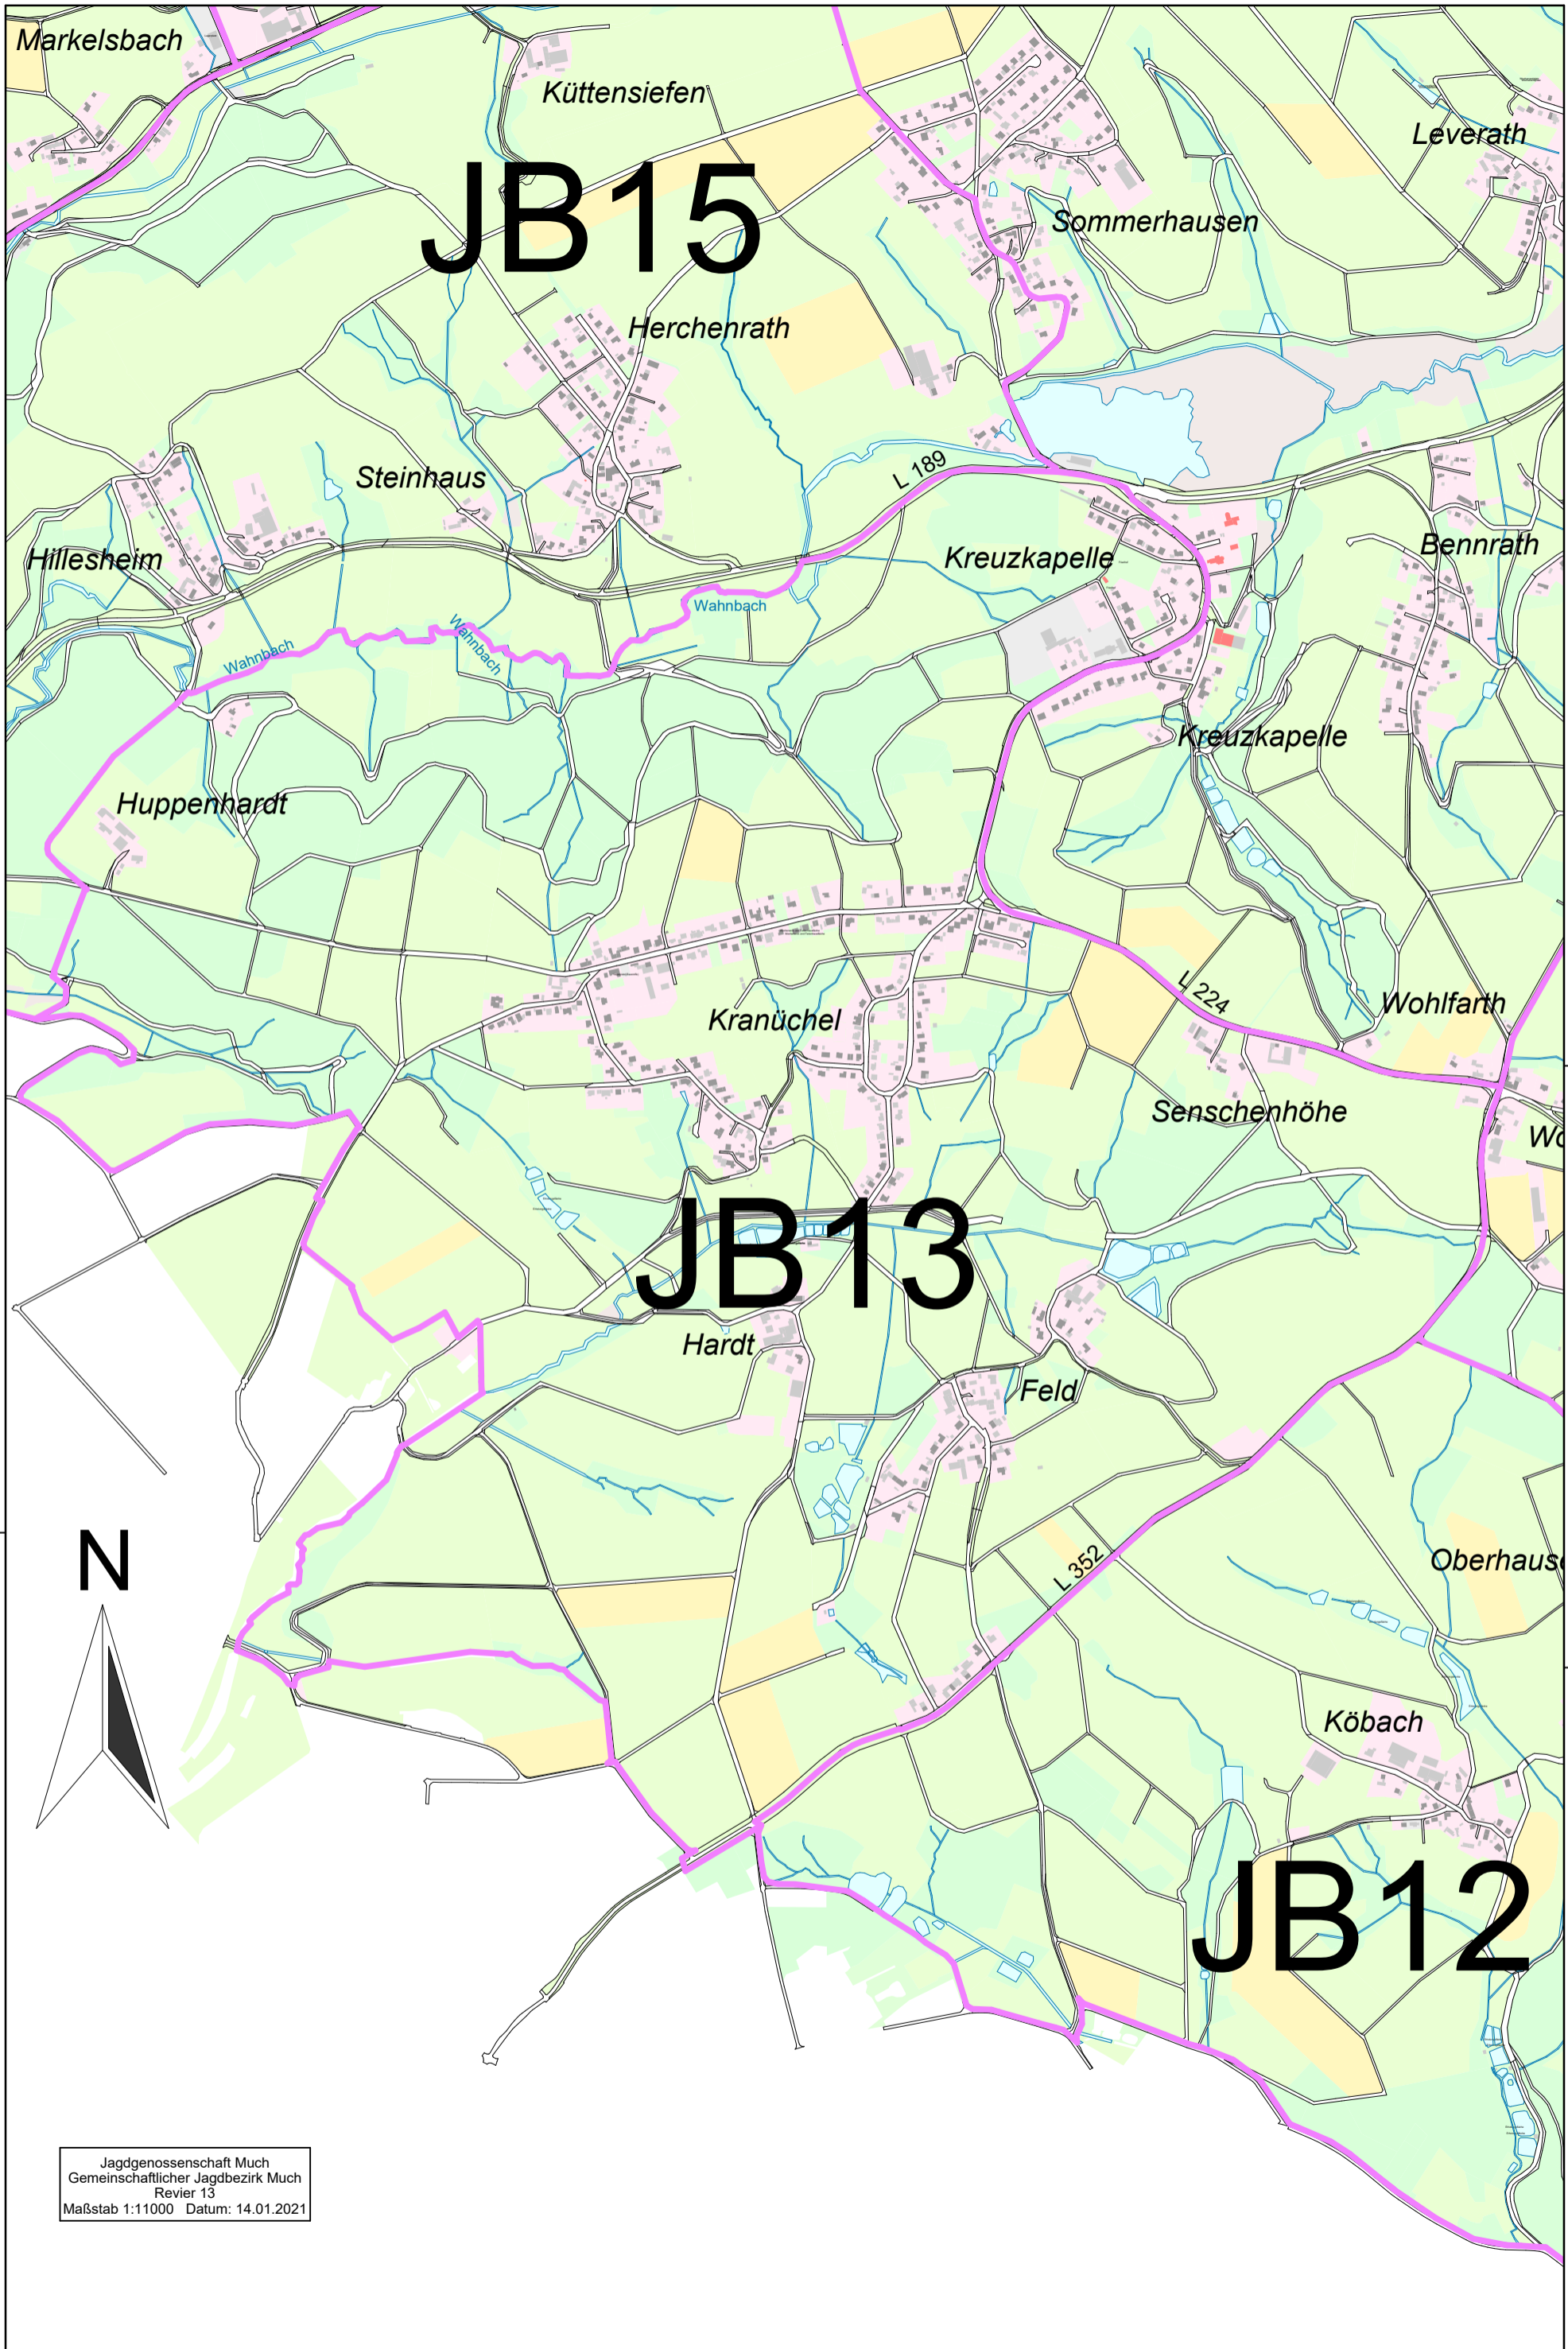 Markelsbach
Küttensiefen
Leverath
JB15
Sommerhausen
Herchenrath
L 189
Steinhaus
Hillesheim
Kreuzkapelle
Bennrath
Wahnbach
Wahnbach
Wahnbach
Kreuzkapelle
Huppenhardt
L 224
Wohlfarth
Kranüchel
Senschenhöhe
Wo
JB13
Hardt
Feld
N
L 352
Oberhause
Köbach
JB12
Jagdgenossenschaft Much
Gemeinschaftlicher Jagdbezirk Much
Revier 13
Maßstab 1:11000 Datum: 14.01.2021